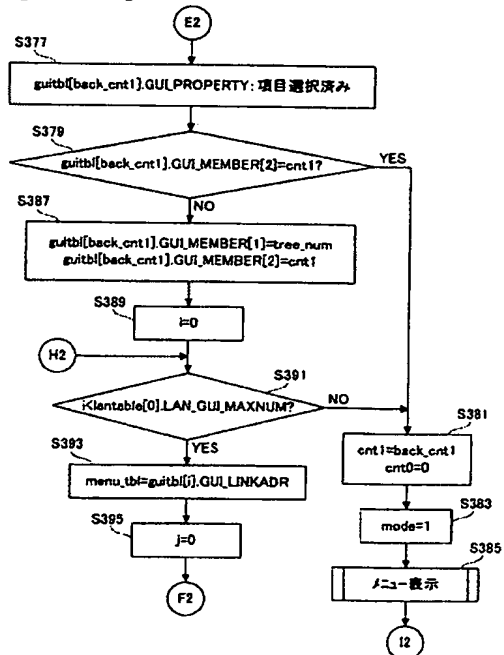 E2
S377
guitbl[back_cnt1].GUI_PROPERTY:項目選択済み
S379
guitbl[back_cnt1].GUI_MEMBER[2]=cnt1?
YES
NO
S387
guitbl[back_cnt1].GUI_MEMBER[1]=tree_num
guitbl[back_cnt1].GUI_MEMBER[2]=cnt1
S389
i=0
H2
S391
i<lantable[0].LAN_GUI_MAXNUM?
NO
YES
S381
cnt1=back_cnt1
cnt0=0
S393
menu_tbl=guitbl[i].GUI_LINKADR
S383
mode=1
S395
j=0
S385
メニュー表示
F2
I2